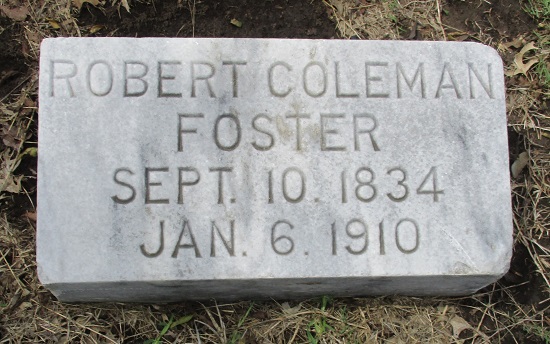 ROBERT COLEMAN
FOSTER
SEPT. 10. 1834
JAN. 6. 1910